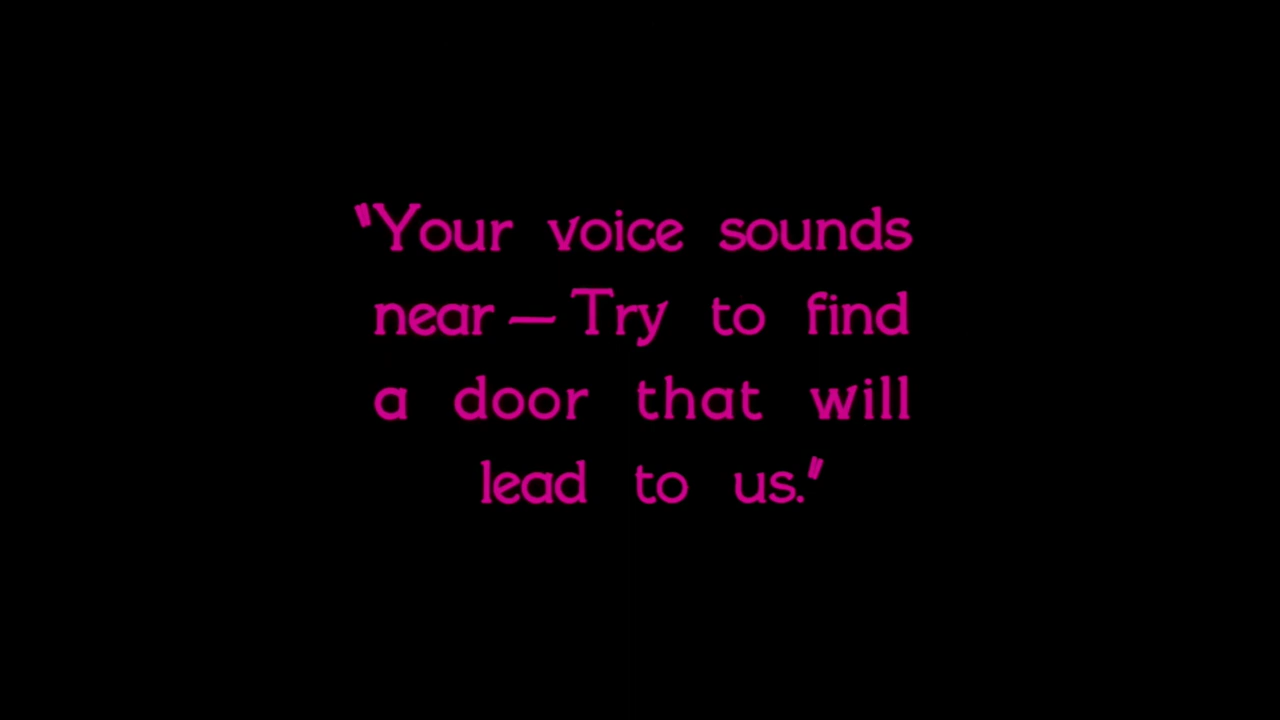 "Your voice sounds
near — Try to find
a door that will
lead to us."